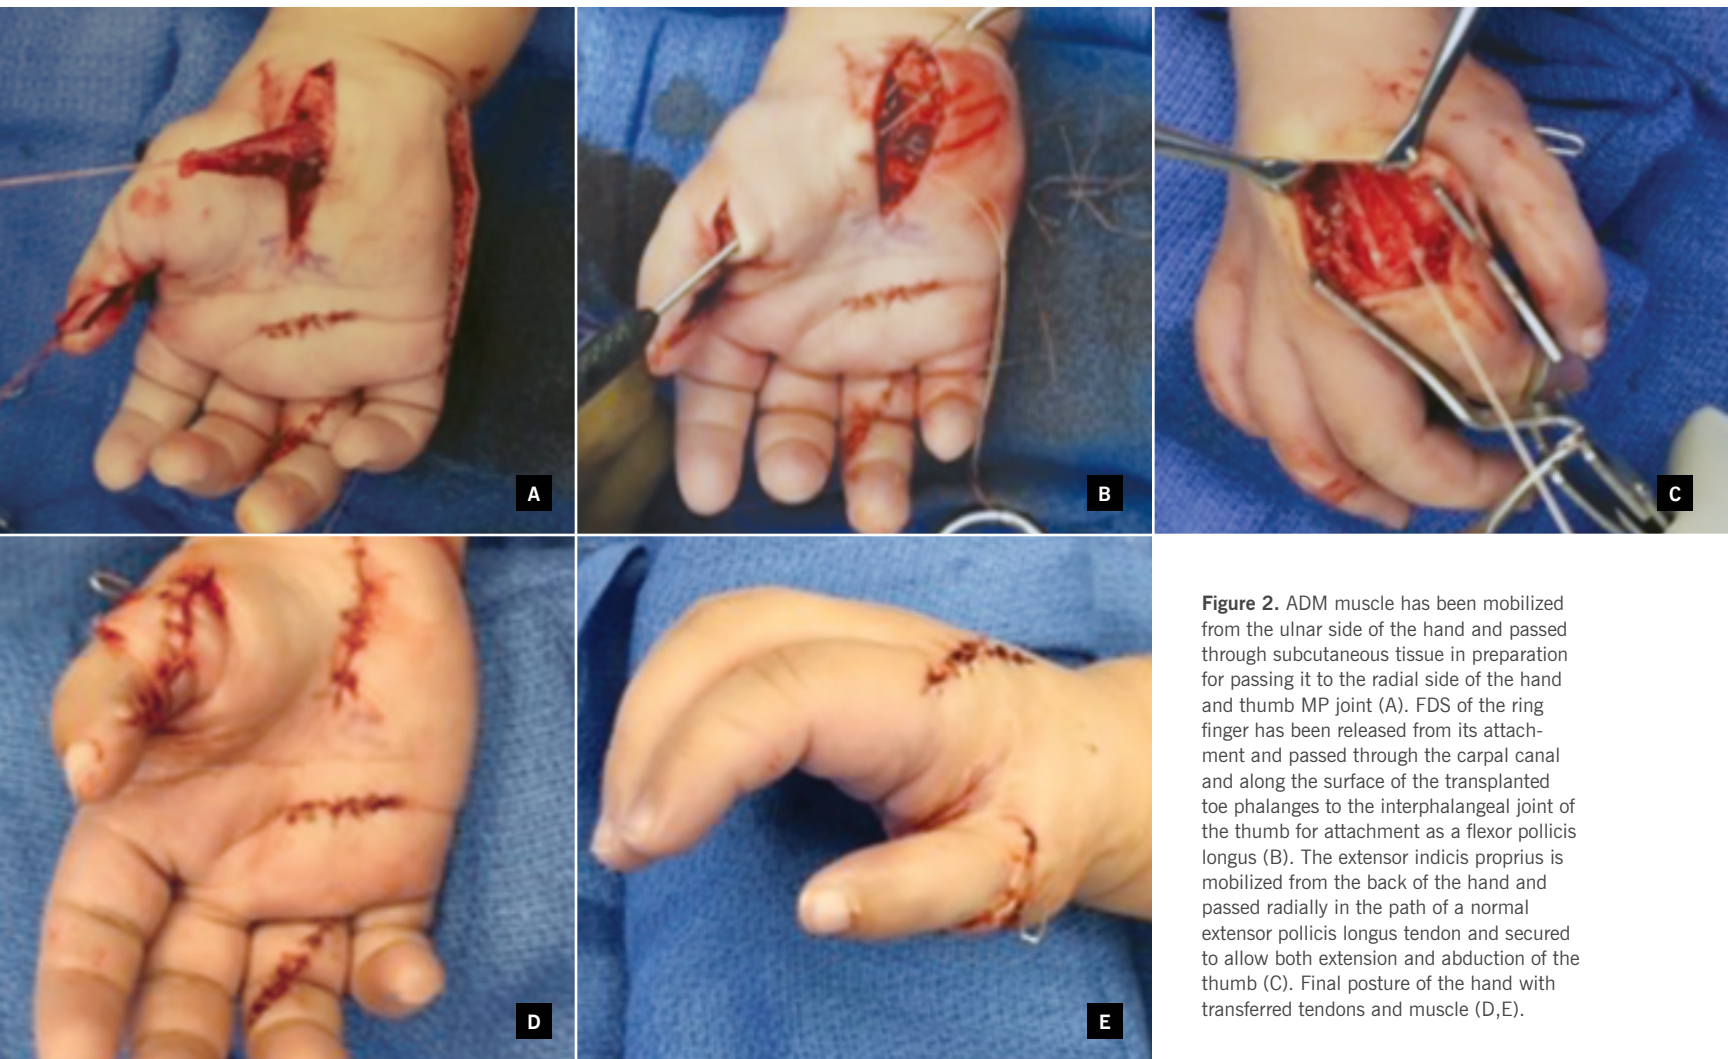 A
B
C
D
E
Figure 2. ADM muscle has been mobilized
from the ulnar side of the hand and passed
through subcutaneous tissue in preparation
for passing it to the radial side of the hand
and thumb MP joint (A). FDS of the ring
finger has been released from its attach-
ment and passed through the carpal canal
and along the surface of the transplanted
toe phalanges to the interphalangeal joint of
the thumb for attachment as a flexor pollicis
longus (B). The extensor indicis proprius is
mobilized from the back of the hand and
passed radially in the path of a normal
extensor pollicis longus tendon and secured
to allow both extension and abduction of the
thumb (C). Final posture of the hand with
transferred tendons and muscle (D,E).